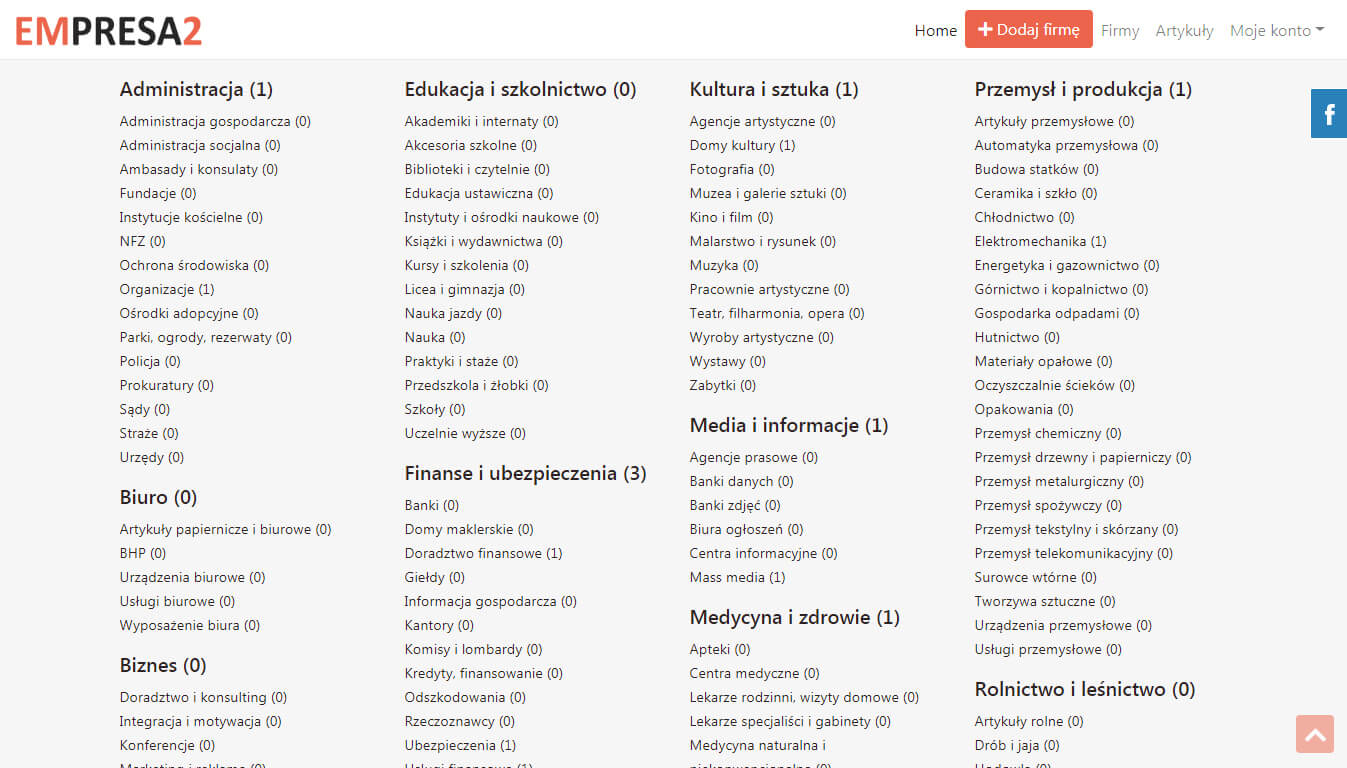 EMPRESA2
Home
Dodaj firmę
Firmy
Artykuły
Moje konto
Administracja (1)
Administracja gospodarcza (0)
Administracja socjalna (0)
Ambasady i konsulaty (0)
Fundacje (0)
Instytucje kościelne (0)
NFZ (0)
Ochrona środowiska (0)
Organizacje (1)
Ośrodki adopcyjne (0)
Parki, ogrody, rezerwaty (0)
Policja (0)
Prokuratury (0)
Sądy (0)
Straże (0)
Urzędy (0)
Biuro (0)
Artykuły papiernicze i biurowe (0)
BHP (0)
Urządzenia biurowe (0)
Usługi biurowe (0)
Wyposażenie biura (0)
Biznes (0)
Doradztwo i konsulting (0)
Integracja i motywacja (0)
Konferencje (0)
Marketing i reklama (0)
Edukacja i szkolnictwo (0)
Akademiki i internaty (0)
Akcesoria szkolne (0)
Biblioteki i czytelnie (0)
Edukacja ustawiczna (0)
Instytuty i ośrodki naukowe (0)
Książki i wydawnictwa (0)
Kursy i szkolenia (0)
Licea i gimnazja (0)
Nauka jazdy (0)
Nauka (0)
Praktyki i staże (0)
Przedszkola i żłobki (0)
Szkoły (0)
Uczelnie wyższe (0)
Finanse i ubezpieczenia (3)
Banki (0)
Domy maklerskie (0)
Doradztwo finansowe (1)
Giełdy (0)
Informacja gospodarcza (0)
Kantory (0)
Komisy i lombardy (0)
Kredyty, finansowanie (0)
Odszkodowania (0)
Rzeczoznawcy (0)
Ubezpieczenia (1)
Usługi finansowe (1)
Kultura i sztuka (1)
Agencje artystyczne (0)
Domy kultury (1)
Fotografia (0)
Muzea i galerie sztuki (0)
Kino i film (0)
Malarstwo i rysunek (0)
Muzyka (0)
Pracownie artystyczne (0)
Teatr, filharmonia, opera (0)
Wyroby artystyczne (0)
Wystawy (0)
Zabytki (0)
Media i informacje (1)
Agencje prasowe (0)
Banki danych (0)
Banki zdjęć (0)
Biura ogłoszeń (0)
Centra informacyjne (0)
Mass media (1)
Medycyna i zdrowie (1)
Apteki (0)
Centra medyczne (0)
Lekarze rodzinni, wizyty domowe (0)
Lekarze specjaliści i gabinety (0)
Medycyna naturalna i
niekonwencjonalna (0)
Przemysł i produkcja (1)
Artykuły przemysłowe (0)
Automatyka przemysłowa (0)
Budowa statków (0)
Ceramika i szkło (0)
Chłodnictwo (0)
Elektromechanika (1)
Energetyka i gazownictwo (0)
Górnictwo i kopalnictwo (0)
Gospodarka odpadami (0)
Hutnictwo (0)
Materiały opałowe (0)
Oczyszczalnie ścieków (0)
Opakowania (0)
Przemysł chemiczny (0)
Przemysł drzewny i papierniczy (0)
Przemysł metalurgiczny (0)
Przemysł spożywczy (0)
Przemysł tekstylny i skórzany (0)
Przemysł telekomunikacyjny (0)
Surowce wtórne (0)
Tworzywa sztuczne (0)
Urządzenia przemysłowe (0)
Usługi przemysłowe (0)
Rolnictwo i leśnictwo (0)
Artykuły rolne (0)
Drób i jaja (0)
Hodowla (0)
f